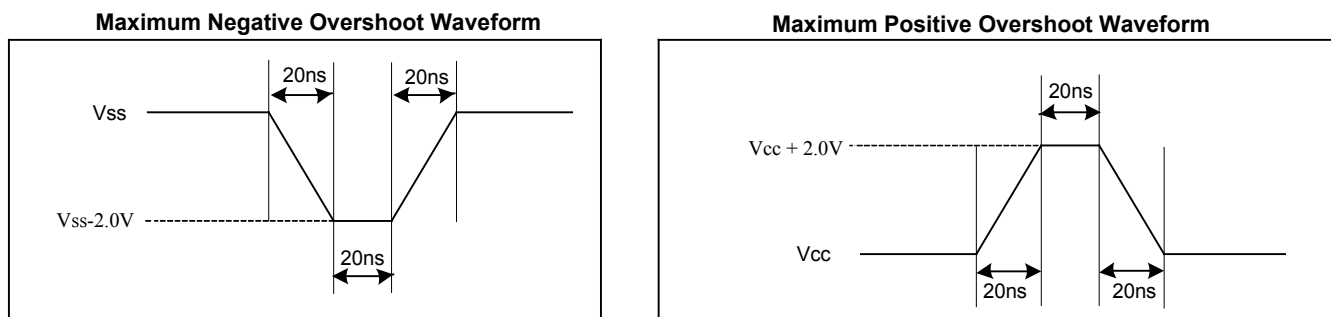 Maximum Negative Overshoot Waveform
20ns
20ns
Vss
Vss-2.0V
20ns
Maximum Positive Overshoot Waveform
20ns
Vcc + 2.0V
Vcc
20ns
20ns